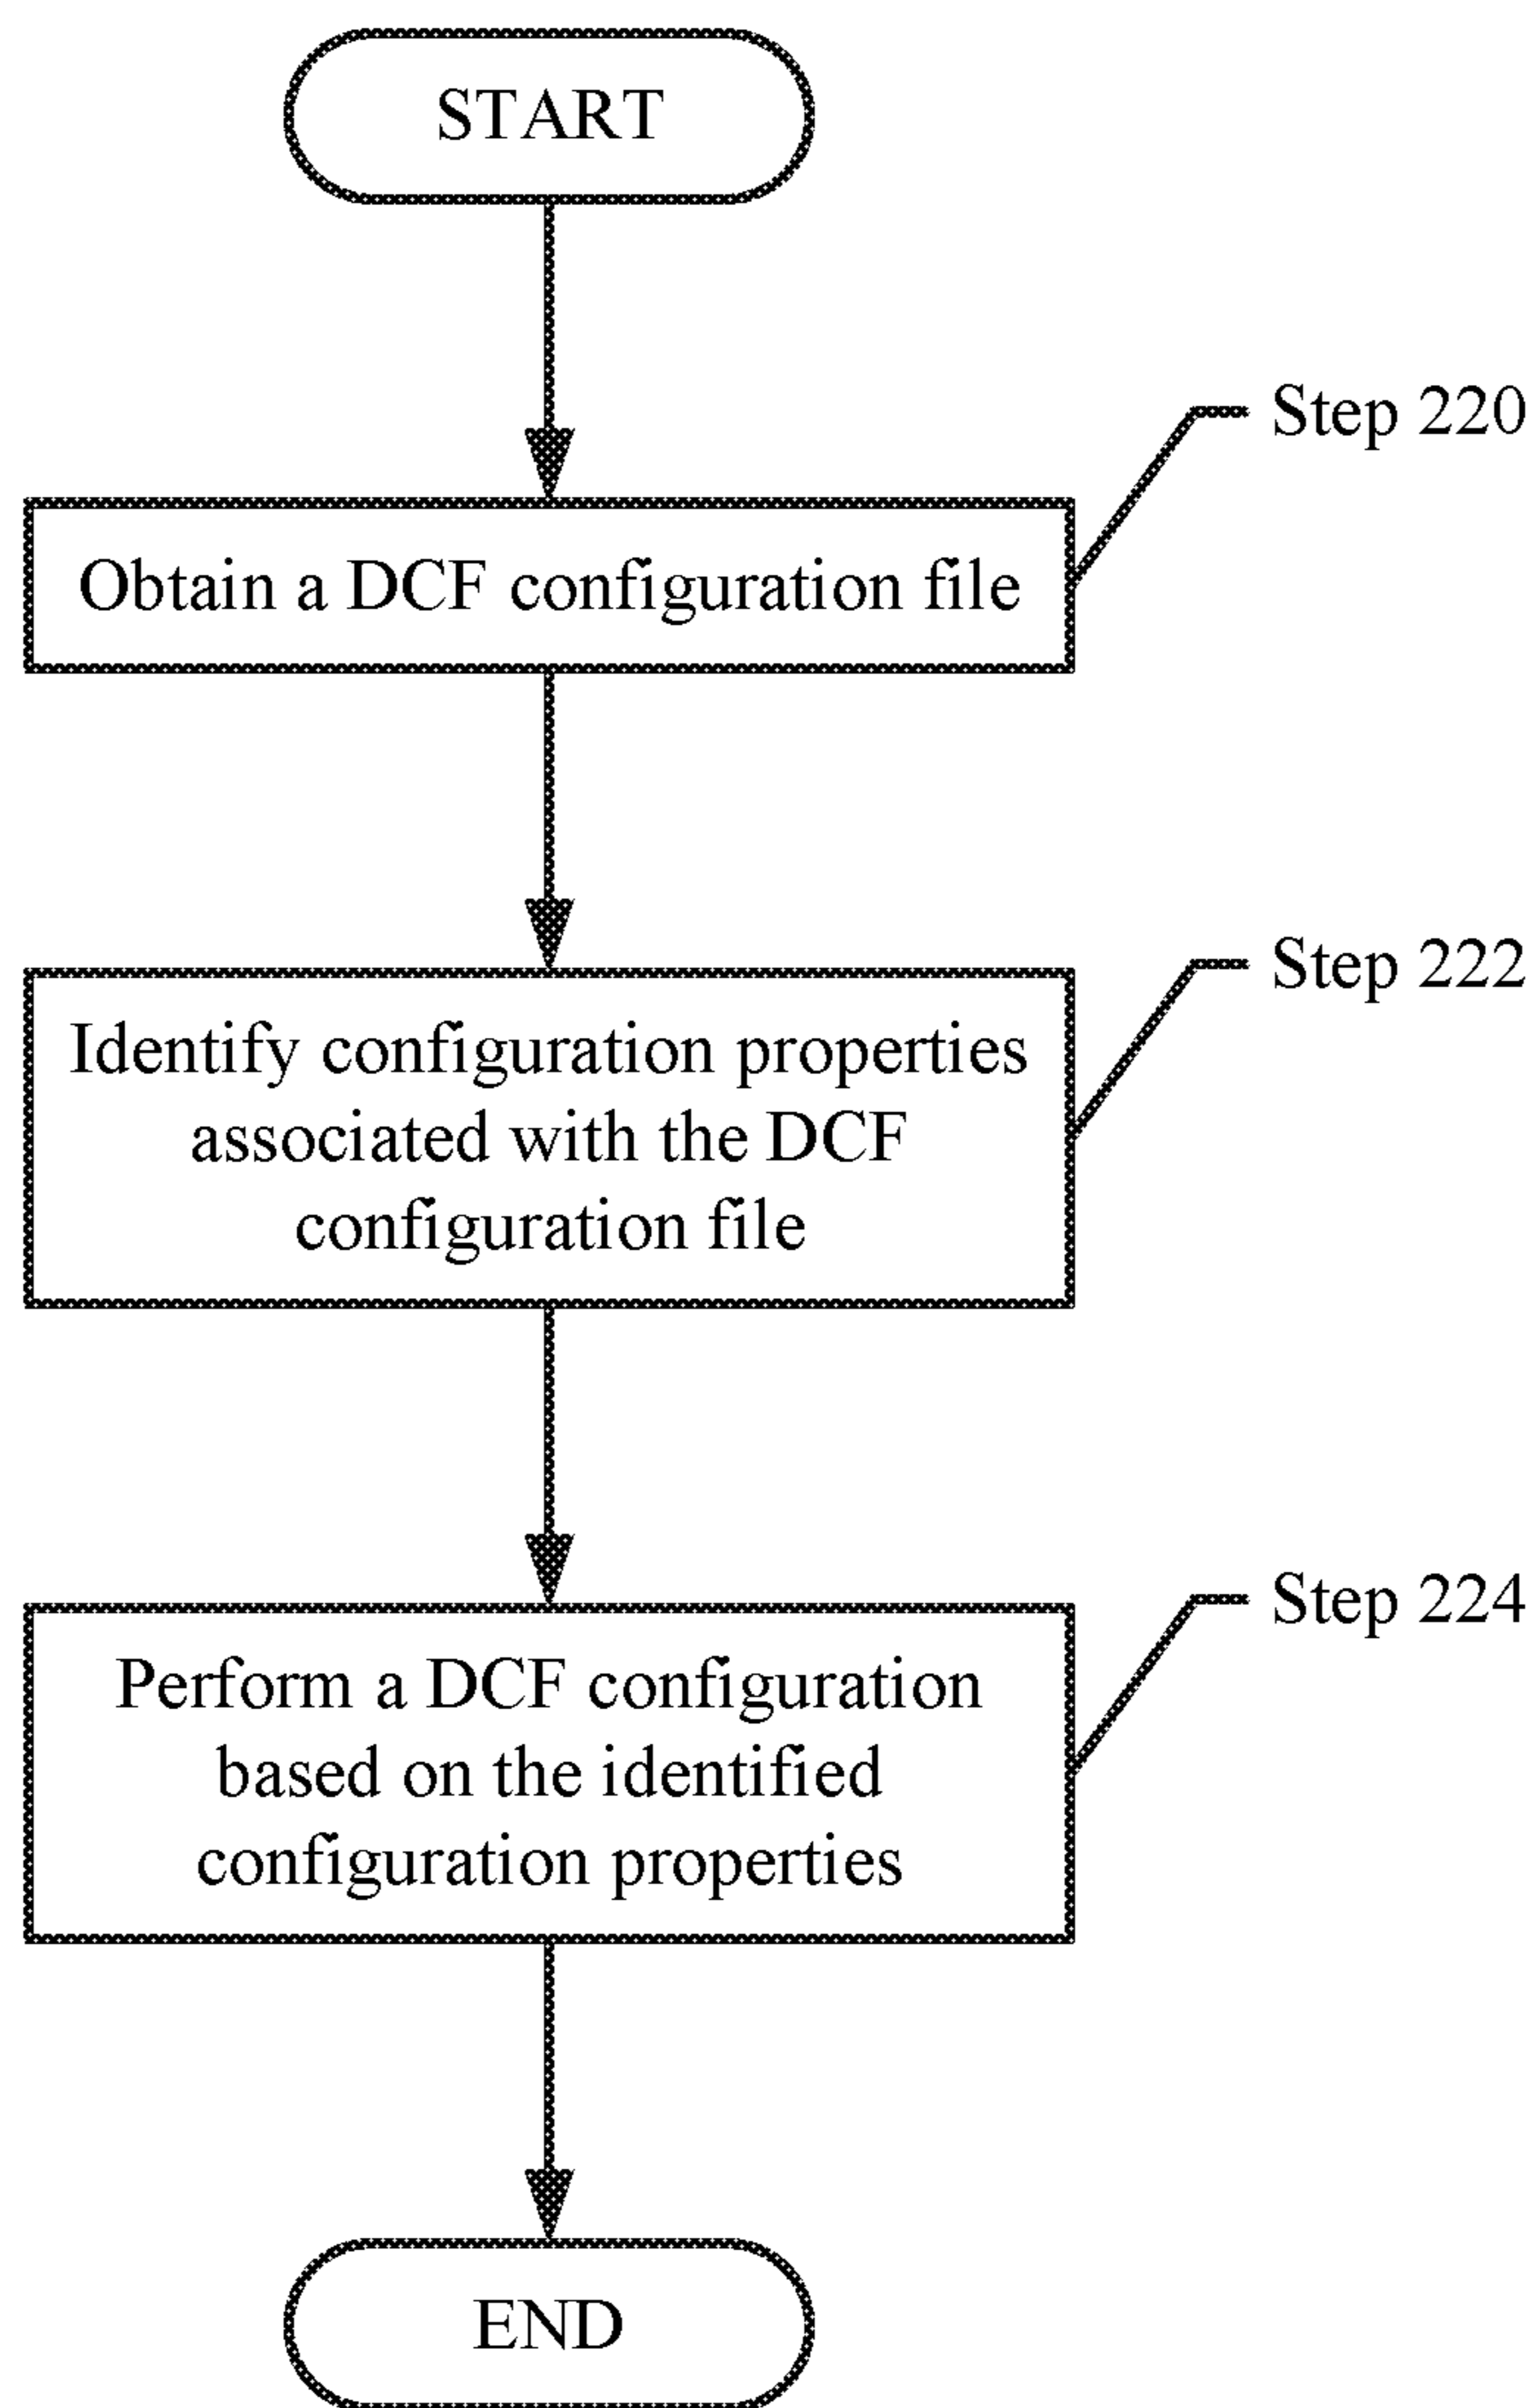 START
Step 220
Obtain a DCF configuration file
Step 222
Identify configuration properties
associated with the DCF
configuration file
Step 224
Perform a DCF configuration
based on the identified
configuration properties
END